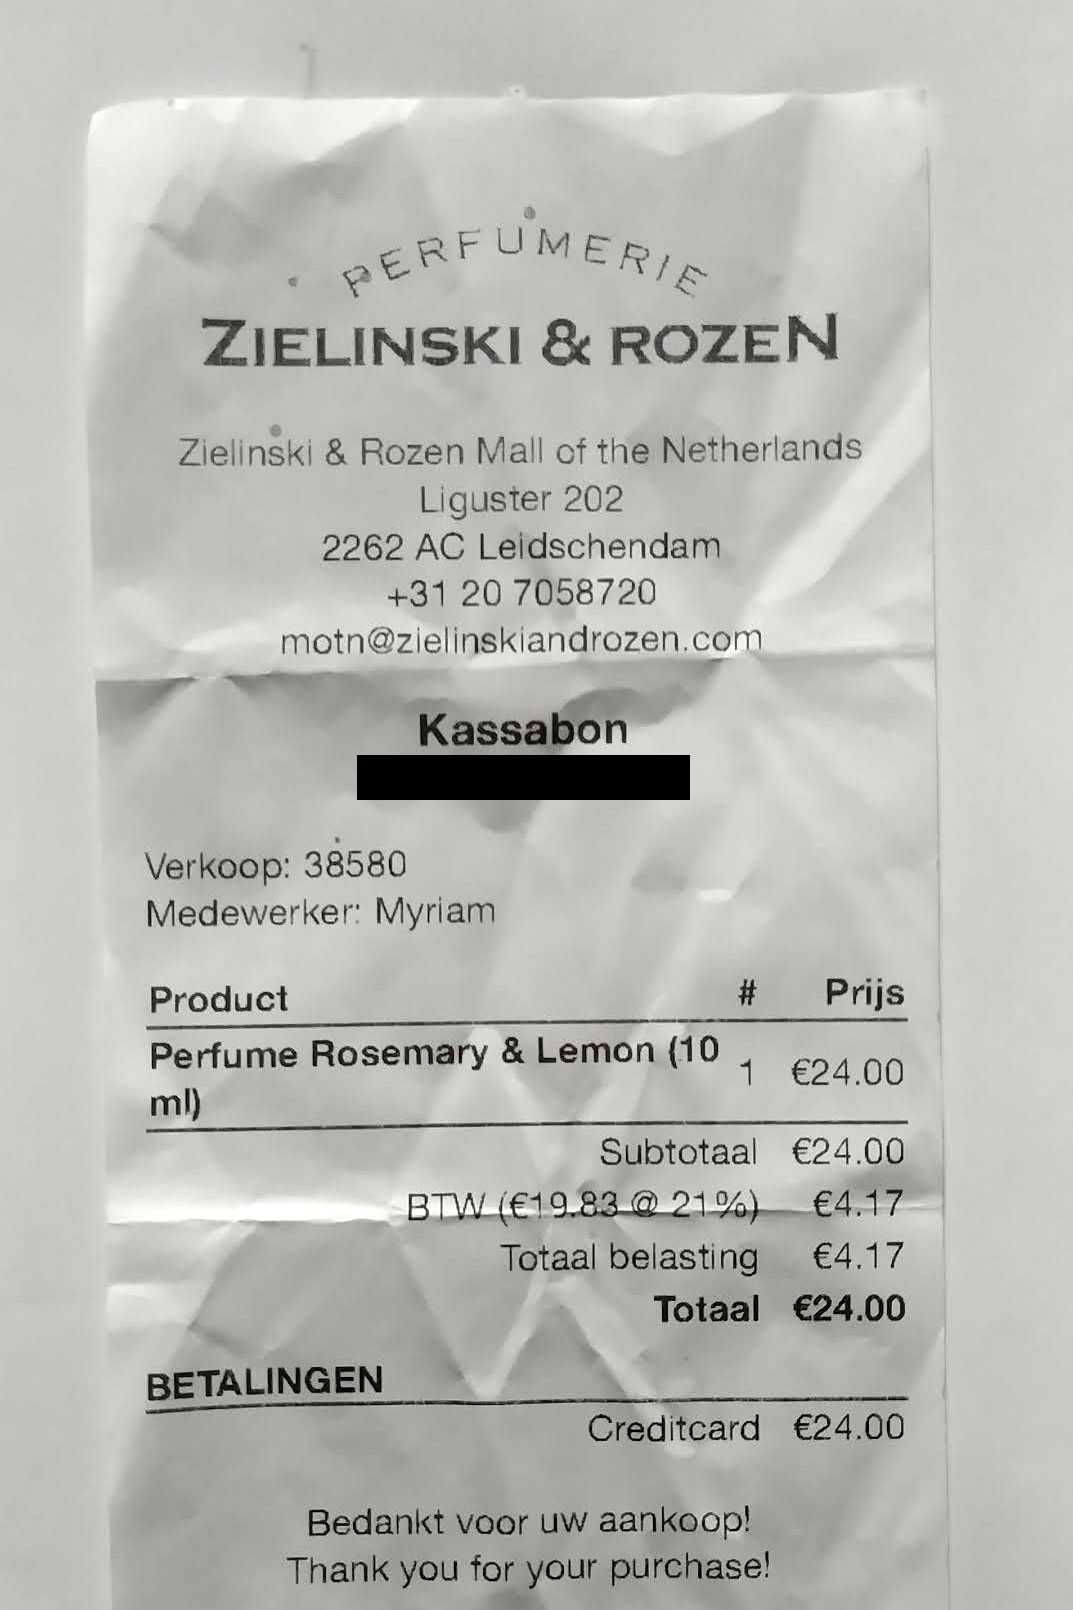 PERFUMERIE
ZIELINSKI & ROZEN
Zielinski & Rozen Mall of the Netherlands
Liguster 202
2262 AC Leidschendam
+31 20 7058720
motn@zielinskiandrozen.com
Kassabon
Verkoop: 38580
Medewerker: Myriam
Product # Prijs
Perfume Rosemary & Lemon (10 ml) 1 €24.00
Subtotaal €24.00
BTW (€19.83 @ 21%) €4.17
Totaal belasting €4.17
Totaal €24.00
BETALINGEN
Creditcard €24.00
Bedankt voor uw aankoop!
Thank you for your purchase!